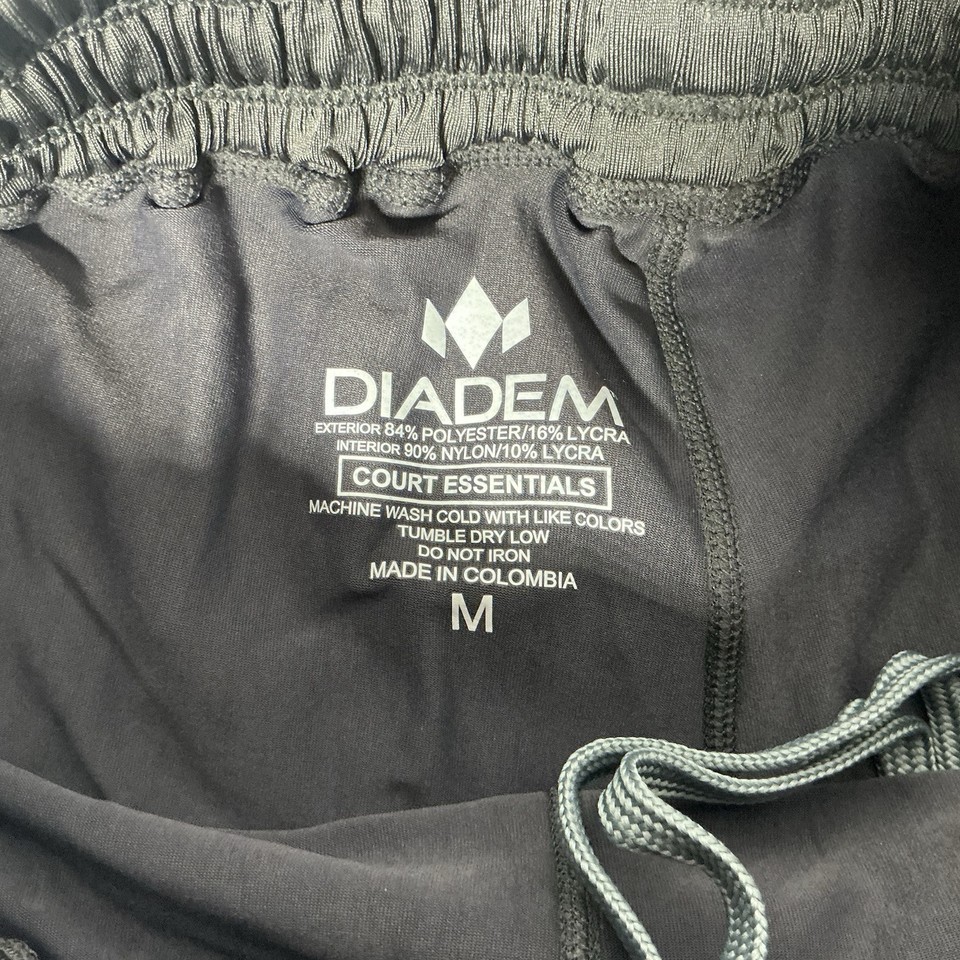 DIADEM
EXTERIOR 84% POLYESTER/16% LYCRA
INTERIOR 90% NYLON/10% LYCRA
COURT ESSENTIALS
MACHINE WASH COLD WITH LIKE COLORS
TUMBLE DRY LOW
DO NOT IRON
MADE IN COLOMBIA
M